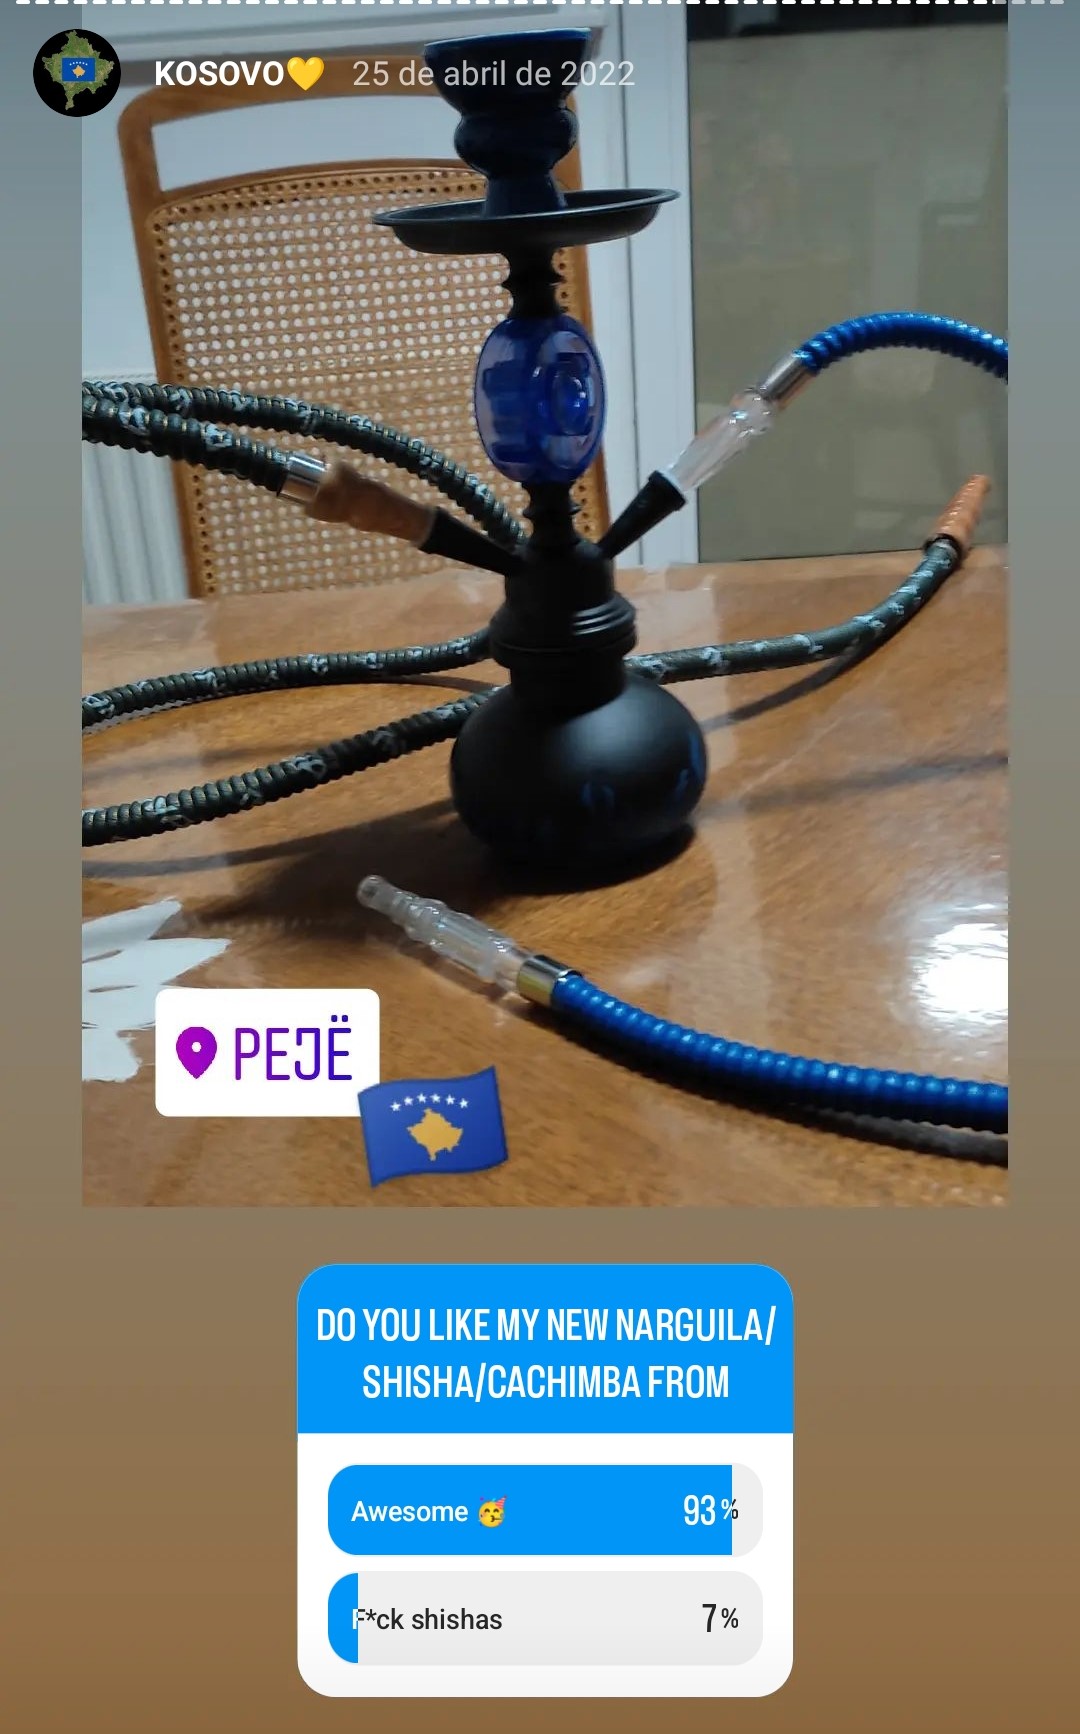 KOSOVO💛 25 de abril de 2022
PEJË
DO YOU LIKE MY NEW NARGUILA/
SHISHA/CACHIMBA FROM
Awesome 🥳 93%
F*ck shishas 7%